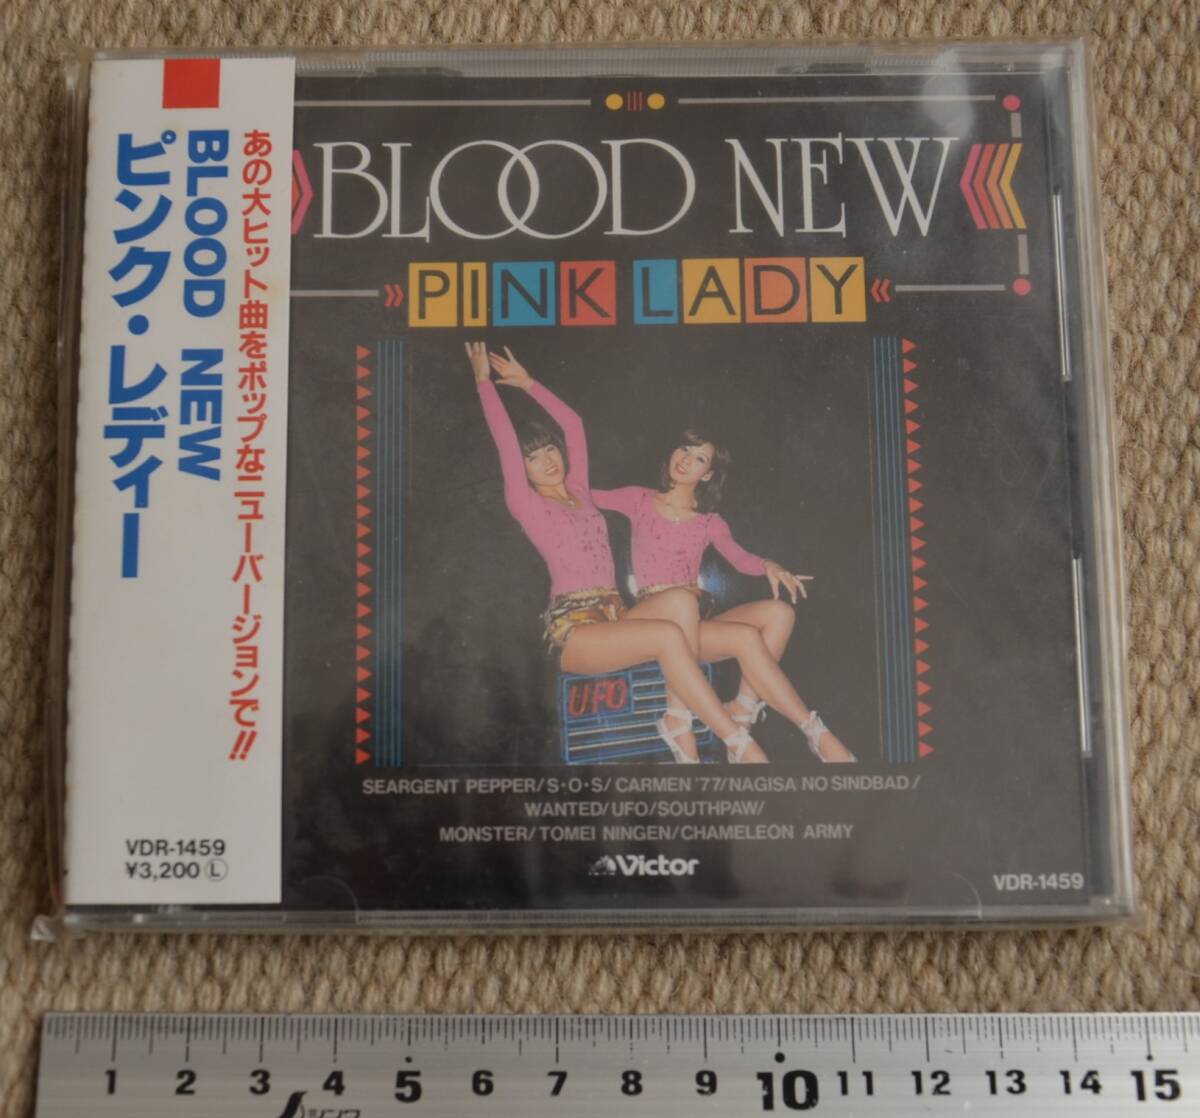 あの大ヒット曲をポップなニューバージョンで!!
BLOOD NEW
ピンク・レディー
VDR-1459
¥3,200 Ⓛ
BLOOD NEW
PINK LADY
UFO
SEARGENT PEPPER/S・O・S/CARMEN '77/NAGISA NO SINDBAD/
WANTED/UFO/SOUTHPAW/
MONSTER/TOMEI NINGEN/CHAMELEON ARMY
Victor
VDR-1459
1 2 3 4 5 6 7 8 9 10 11 12 13 14 15
シンワ